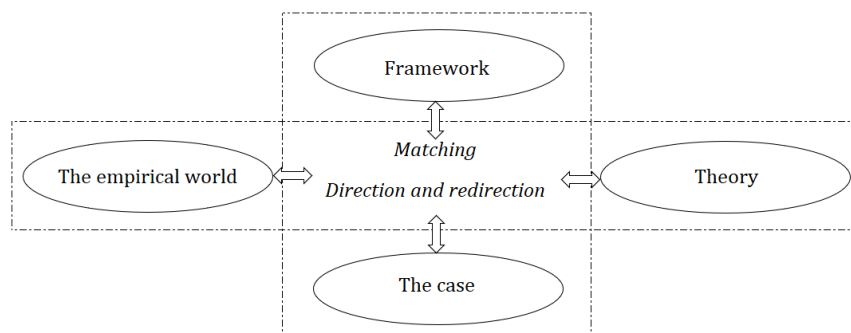 Framework
Matching
The empirical world
Direction and redirection
Theory
The case